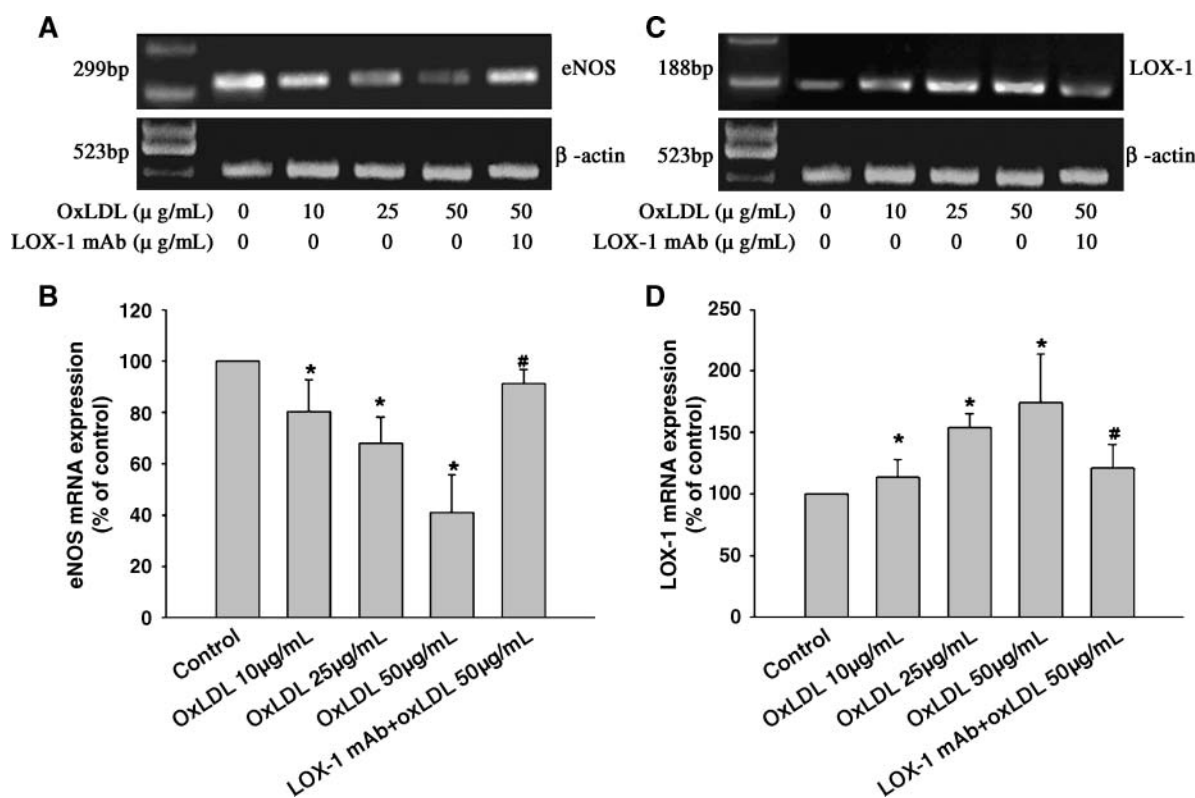 A
299bp
eNOS
523bp
β -actin
OxLDL (μ g/mL) 0 10 25 50 50
LOX-1 mAb (μ g/mL) 0 0 0 0 10
C
188bp
LOX-1
523bp
β -actin
OxLDL (μ g/mL) 0 10 25 50 50
LOX-1 mAb (μ g/mL) 0 0 0 0 10
B
eNOS mRNA expression
(% of control)
120
100
80
60
40
20
0
* * * #
Control
OxLDL 10μg/mL
OxLDL 25μg/mL
OxLDL 50μg/mL
LOX-1 mAb+oxLDL 50μg/mL
D
LOX-1 mRNA expression
(% of control)
250
200
150
100
50
0
* * * #
Control
OxLDL 10μg/mL
OxLDL 25μg/mL
OxLDL 50μg/mL
LOX-1 mAb+oxLDL 50μg/mL